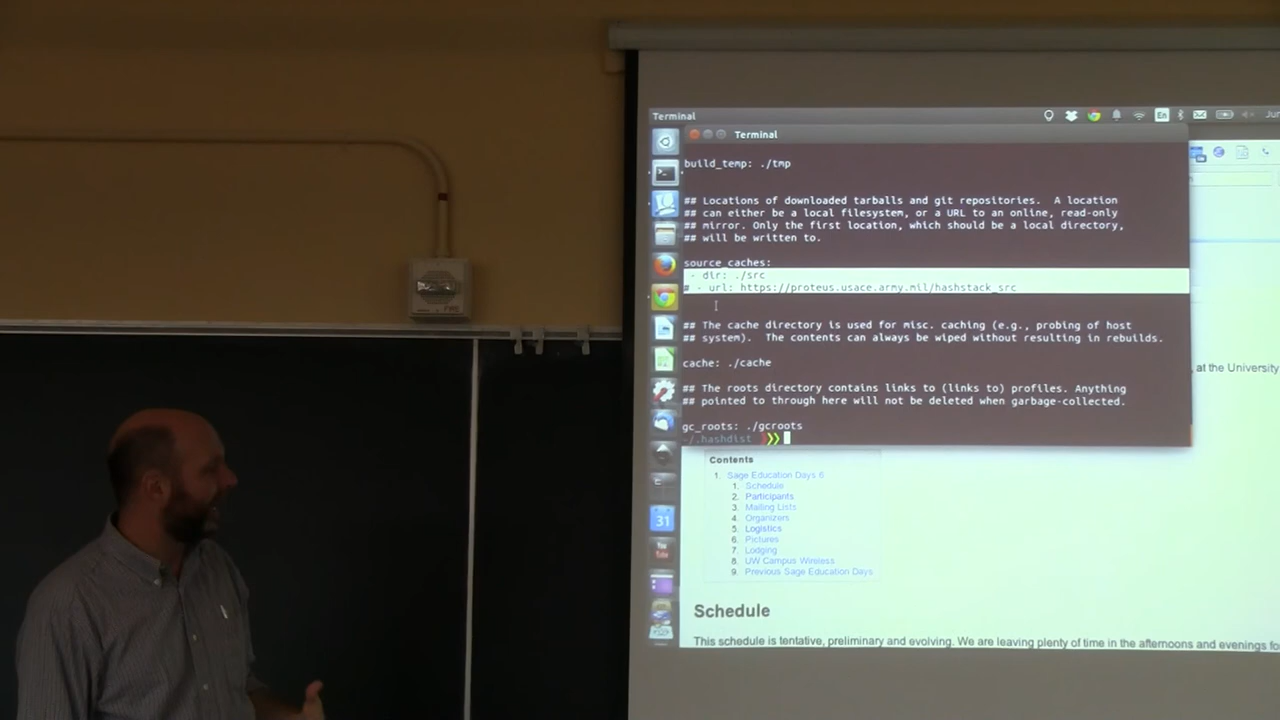 Terminal
En
Jun
Terminal
build_temp: ./tmp
## Locations of downloaded tarballs and git repositories.  A location
## can either be a local filesystem, or a URL to an online, read-only
## mirror. Only the first location, which should be a local directory,
## will be written to.
source_caches:
- dir: ./src
# - url: https://proteus.usace.army.mil/hashstack_src
## The cache directory is used for misc. caching (e.g., probing of host
## system).  The contents can always be wiped without resulting in rebuilds.
cache: ./cache
## The roots directory contains links to (links to) profiles. Anything
## pointed to through here will not be deleted when garbage-collected.
gc_roots: ./gcroots
~/.hashdist
, at the University
31
You
Tube
FIRE
Contents
1. Sage Education Days 6
1. Schedule
2. Participants
3. Mailing Lists
4. Organizers
5. Logistics
6. Pictures
7. Lodging
8. UW Campus Wireless
9. Previous Sage Education Days
Schedule
This schedule is tentative, preliminary and evolving. We are leaving plenty of time in the afternoons and evenings fo